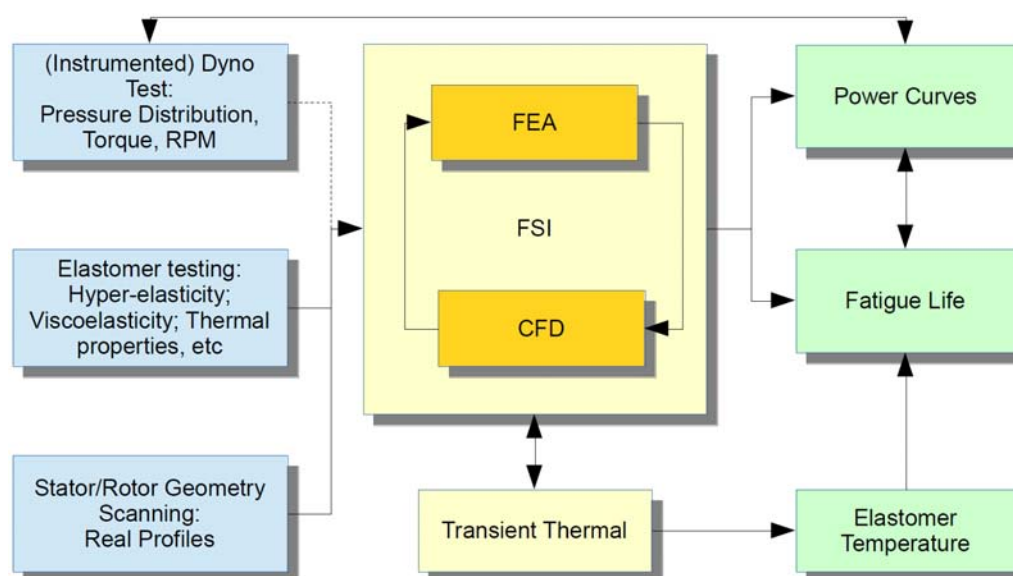 (Instrumented) Dyno
Test:
Pressure Distribution,
Torque, RPM
Elastomer testing:
Hyper-elasticity;
Viscoelasticity; Thermal
properties, etc
Stator/Rotor Geometry
Scanning:
Real Profiles
FEA
FSI
CFD
Transient Thermal
Power Curves
Fatigue Life
Elastomer
Temperature